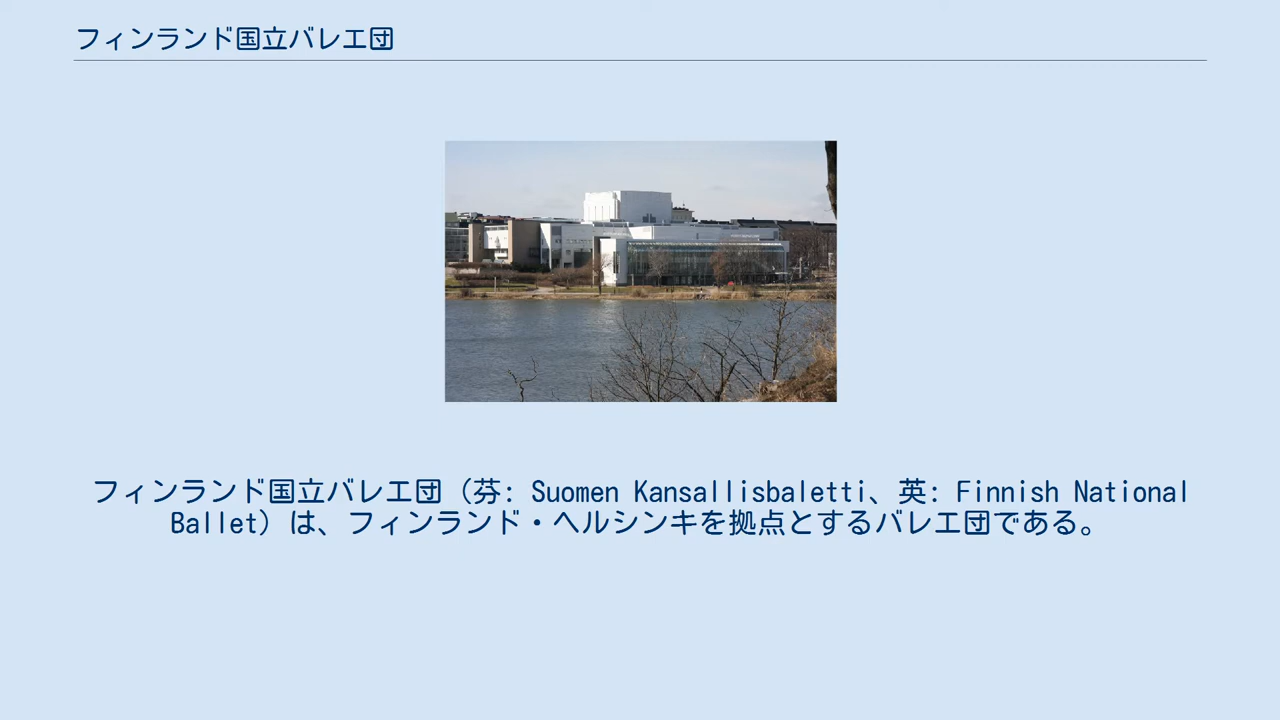 フィンランド国立バレエ団
フィンランド国立バレエ団（芬: Suomen Kansallisbaletti、英: Finnish National
Ballet）は、フィンランド・ヘルシンキを拠点とするバレエ団である。